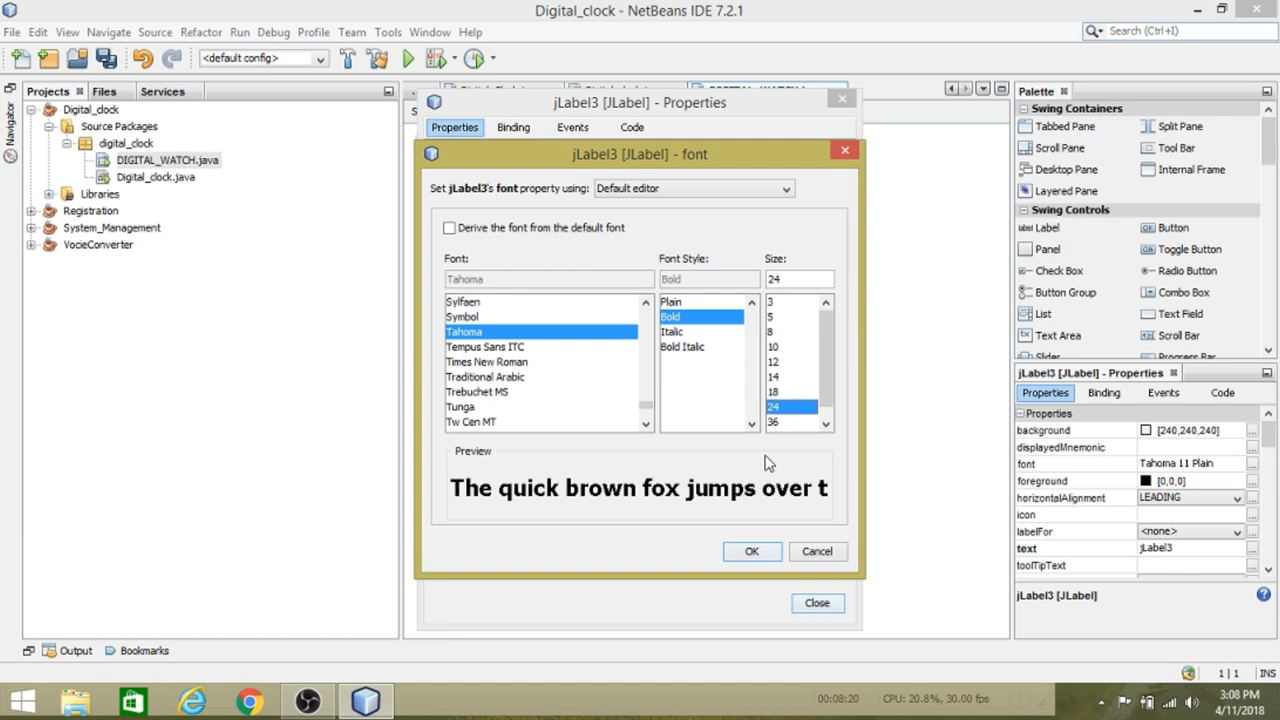 Digital_clock - NetBeans IDE 7.2.1
File Edit View Navigate Source Refactor Run Debug Profile Team Tools Window Help
Search (Ctrl+I)
<default config>
Projects Files Services
Navigator
Digital_clock
Source Packages
digital_clock
DIGITAL_WATCH.java
Digital_clock.java
Libraries
Registration
System_Management
VocieConverter
jLabel3 [JLabel] - Properties
Properties Binding Events Code
jLabel3 [JLabel] - font
Set jLabel3's font property using: Default editor
Derive the font from the default font
Font: Font Style: Size:
Tahoma Bold 24
Sylfaen Plain 3
Symbol Bold 5
Tahoma Italic 8
Tempus Sans ITC Bold Italic 10
Times New Roman 12
Traditional Arabic 14
Trebuchet MS 18
Tunga 24
Tw Cen MT 36
Preview
The quick brown fox jumps over t
OK Cancel
Close
Palette
Swing Containers
Tabbed Pane Split Pane
Scroll Pane Tool Bar
Desktop Pane Internal Frame
Layered Pane
Swing Controls
label Label OK Button
Panel ON Toggle Button
Check Box Radio Button
Button Group Combo Box
List Text Field
Text Area Scroll Bar
Slider Progress Bar
jLabel3 [JLabel] - Properties
Properties Binding Events Code
Properties
background [240,240,240] ...
displayedMnemonic ...
font Tahoma 11 Plain ...
foreground [0,0,0] ...
horizontalAlignment LEADING ...
icon ...
labelFor <none> ...
text jLabel3 ...
toolTipText ...
jLabel3 [JLabel]
Output Bookmarks
1 | 1 INS
00:08:20 CPU: 20.8%, 30.00 fps
3:08 PM
4/11/2018